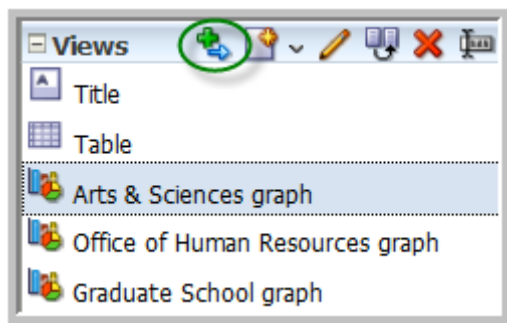 Views
Title
Table
Arts & Sciences graph
Office of Human Resources graph
Graduate School graph